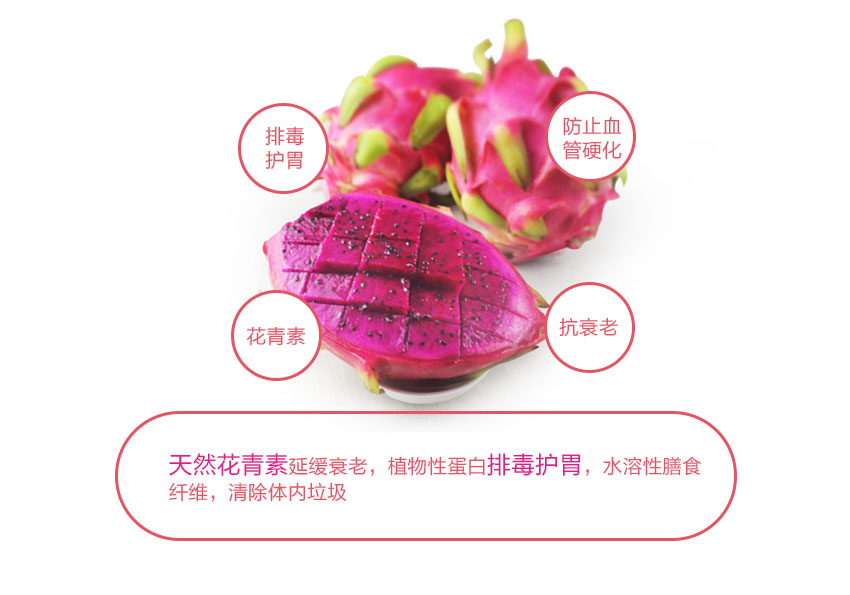 排毒
护胃
防止血
管硬化
花青素
抗衰老
天然花青素延缓衰老，植物性蛋白排毒护胃，水溶性膳食
纤维，清除体内垃圾